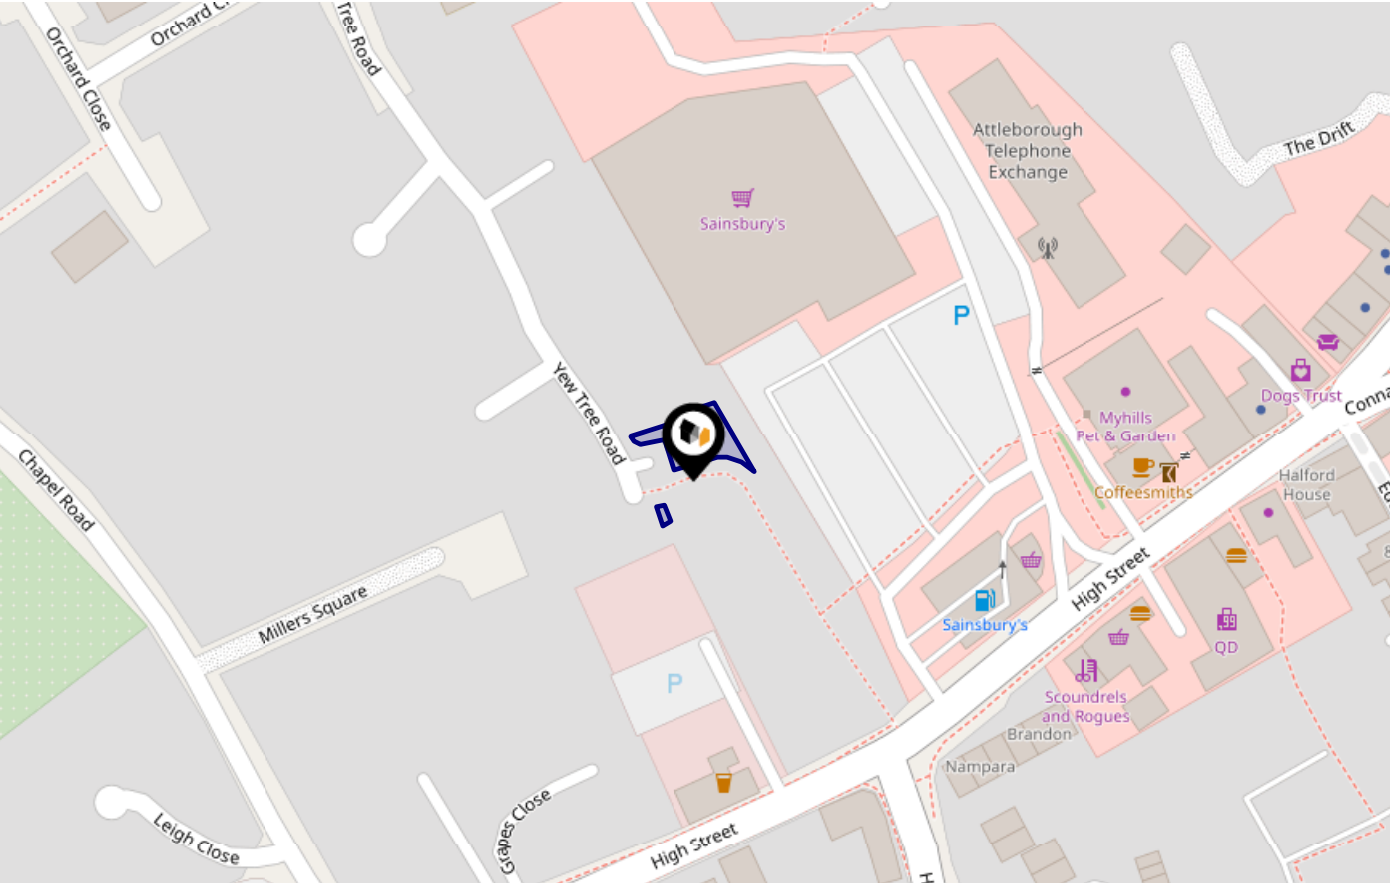 Orchard Close
Orchard Cl
Tree Road
Attleborough
Telephone
Exchange
The Drift
Sainsbury's
P
Dogs Trust
Conna
Yew Tree Road
Myhills
Pet & Garden
Coffeesmiths
Halford
House
Chapel Road
High Street
Millers Square
Sainsbury's
QD
P
Scoundrels
and Rogues
Brandon
Nampara
Leigh Close
Grapes Close
High Street
H